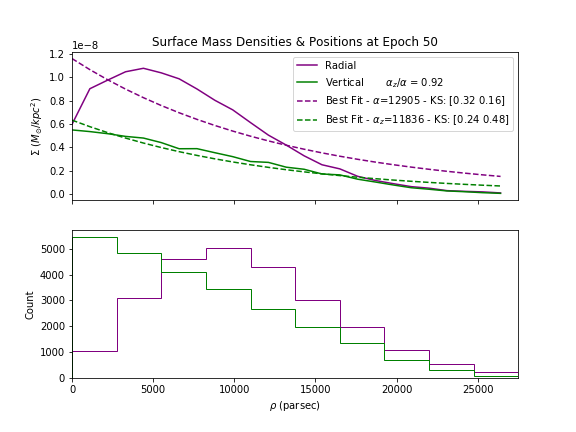 Surface Mass Densities & Positions at Epoch 50
1e−8
1.2
1.0
0.8
0.6
0.4
0.2
0.0
Σ (M⊙/kpc²)
Radial
Vertical α_z/α = 0.92
Best Fit - α=12905 - KS: [0.32 0.16]
Best Fit - α_z=11836 - KS: [0.24 0.48]
5000
4000
3000
2000
1000
0
Count
0 5000 10000 15000 20000 25000
ρ (parsec)